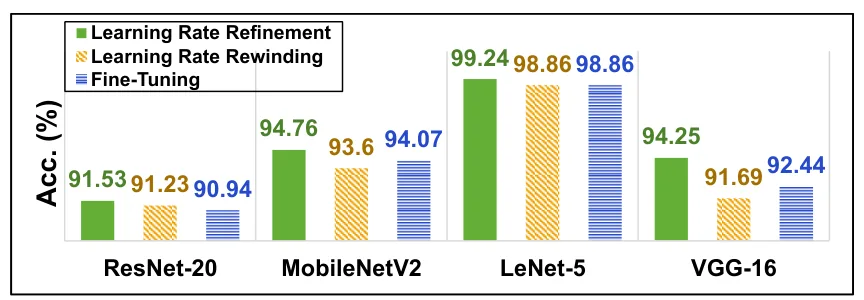 Learning Rate Refinement
Learning Rate Rewinding
Fine-Tuning
Acc. (%)
91.53 91.23 90.94
94.76 93.6 94.07
99.24 98.86 98.86
94.25 91.69 92.44
ResNet-20 MobileNetV2 LeNet-5 VGG-16